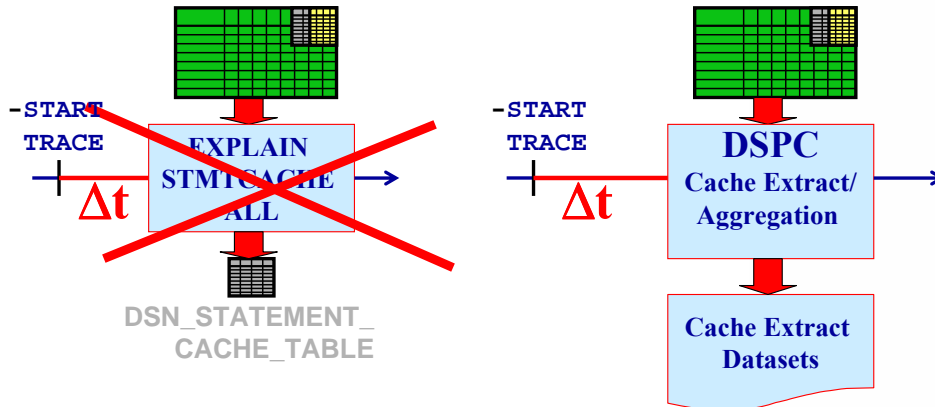 -START
TRACE
Δt
EXPLAIN
STMTCACHE
ALL
DSN_STATEMENT_
CACHE_TABLE
-START
TRACE
Δt
DSPC
Cache Extract/
Aggregation
Cache Extract
Datasets